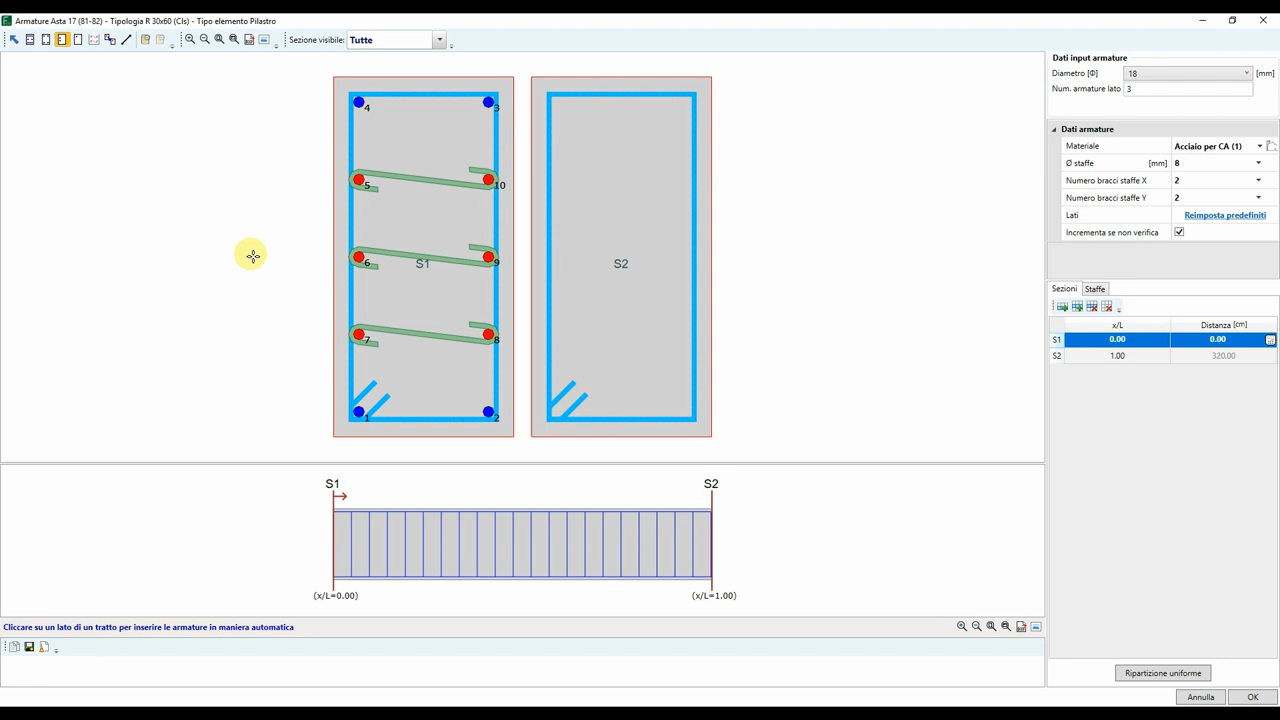 Armature Asta 17 (81-82) - Tipologia R 30x60 (Cls) - Tipo elemento Pilastro
Sezione visibile: Tutte
Dati input armature
Diametro [Φ] 18 [mm]
Num. armature lato 3
Dati armature
Materiale Acciaio per CA (1)
Ø staffe [mm] 8
Numero bracci staffe X 2
Numero bracci staffe Y 2
Lati Reimposta predefiniti
Incrementa se non verifica
Sezioni Staffe
x/L Distanza [cm]
S1 0.00 0.00
S2 1.00 320.00
4 3
5 10
6 9
S1 S2
7 8
1 2
S1 S2
(x/L=0.00) (x/L=1.00)
Cliccare su un lato di un tratto per inserire le armature in maniera automatica
Ripartizione uniforme
Annulla OK